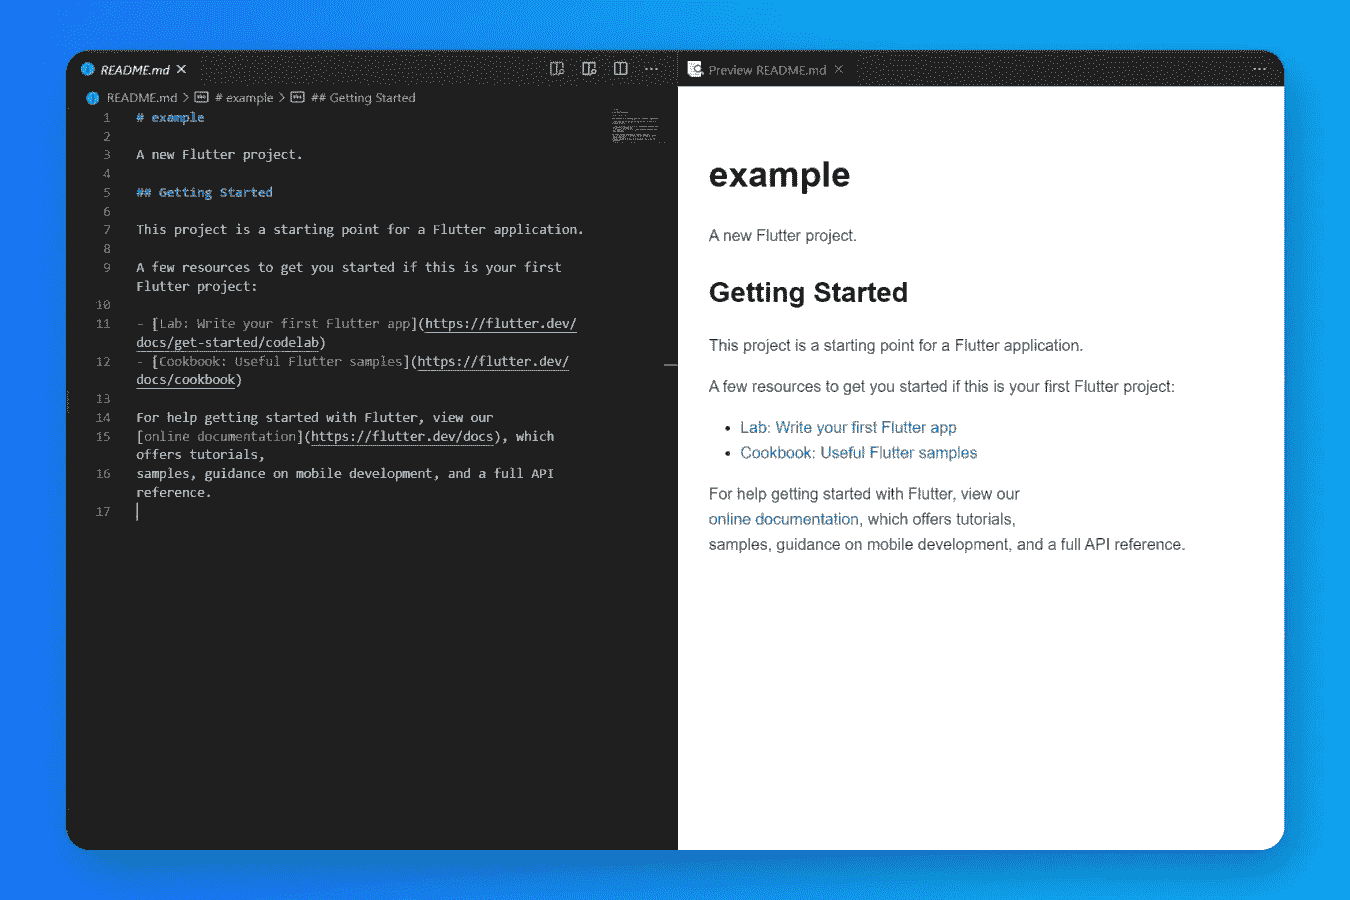 README.md
README.md > # example > ## Getting Started
1 # example
2
3 A new Flutter project.
4
5 ## Getting Started
6
7 This project is a starting point for a Flutter application.
8
9 A few resources to get you started if this is your first
Flutter project:
10
11 - [Lab: Write your first Flutter app](https://flutter.dev/
docs/get-started/codelab)
12 - [Cookbook: Useful Flutter samples](https://flutter.dev/
docs/cookbook)
13
14 For help getting started with Flutter, view our
15 [online documentation](https://flutter.dev/docs), which
offers tutorials,
16 samples, guidance on mobile development, and a full API
reference.
17
Preview README.md
example
A new Flutter project.
Getting Started
This project is a starting point for a Flutter application.
A few resources to get you started if this is your first Flutter project:
• Lab: Write your first Flutter app
• Cookbook: Useful Flutter samples
For help getting started with Flutter, view our
online documentation, which offers tutorials,
samples, guidance on mobile development, and a full API reference.